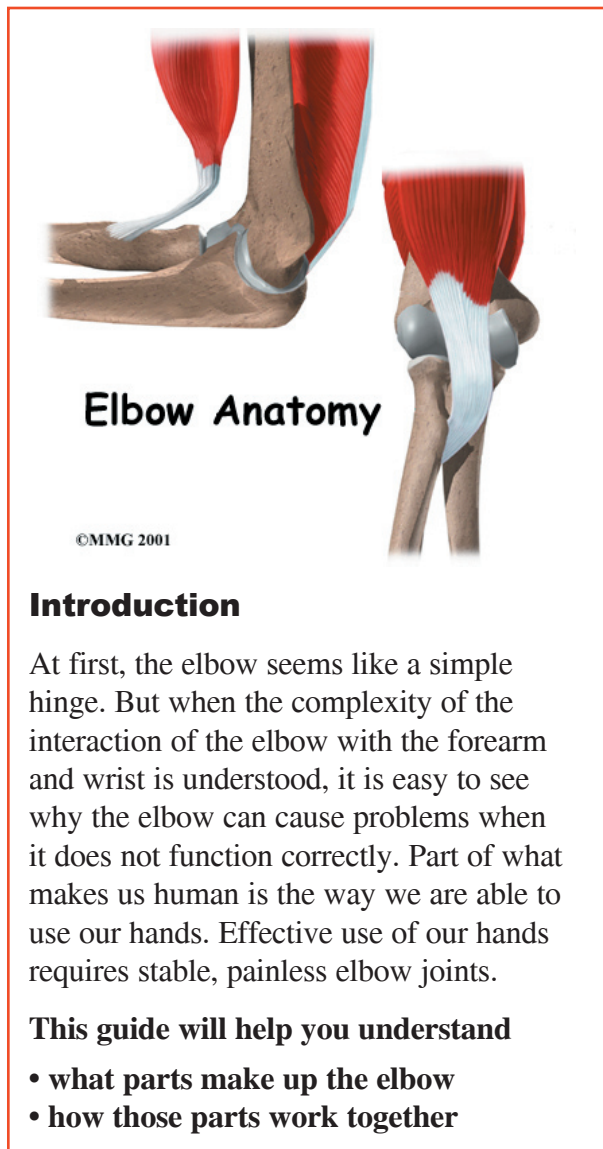 Elbow Anatomy
©MMG 2001
Introduction
At first, the elbow seems like a simple
hinge. But when the complexity of the
interaction of the elbow with the forearm
and wrist is understood, it is easy to see
why the elbow can cause problems when
it does not function correctly. Part of what
makes us human is the way we are able to
use our hands. Effective use of our hands
requires stable, painless elbow joints.
This guide will help you understand
• what parts make up the elbow
• how those parts work together